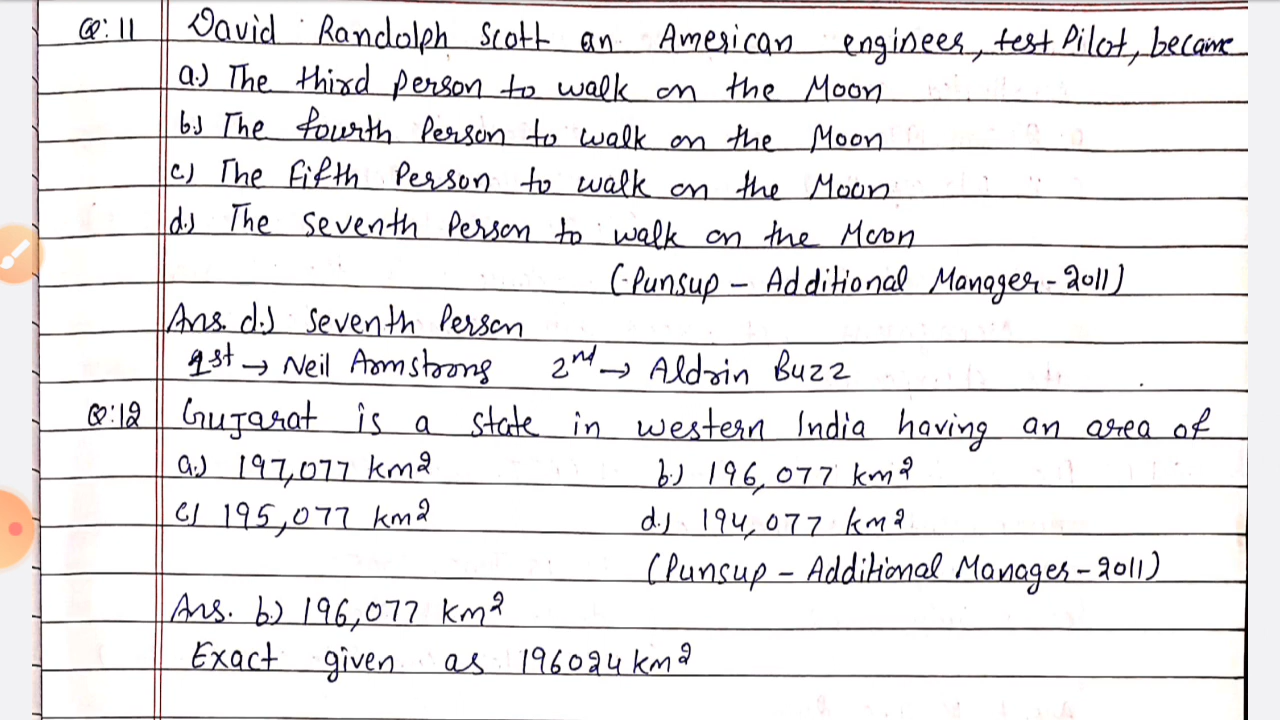 Q:11 David Randolph Scott an American engineer, test Pilot, became
a.) The third person to walk on the Moon
b.) The fourth Person to walk on the Moon
c.) The Fifth Person to walk on the Moon
d.) The Seventh Person to walk on the Moon
(Punsup - Additional Manager - 2011)
Ans. d.) Seventh Person
1st → Neil Armstrong 2nd → Aldrin Buzz
Q:12 Gujarat is a state in western India having an area of
a.) 197,077 km2 b.) 196,077 km2
c) 195,077 km2 d.) 194,077 km2
(Punsup - Additional Manager - 2011)
Ans. b.) 196,077 km2
Exact given as 196024 km2